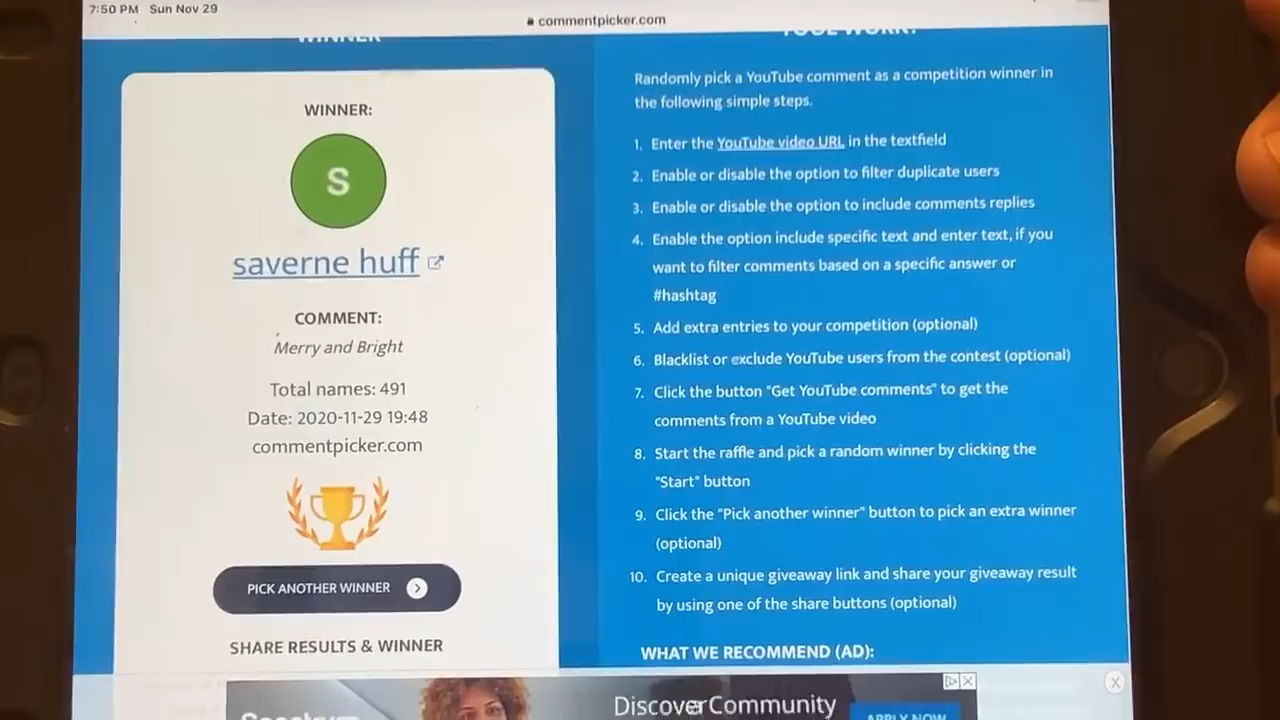 7:50 PM Sun Nov 29
commentpicker.com
WINNER
TOOL WORK?
WINNER:
S
saverne huff
COMMENT:
Merry and Bright
Total names: 491
Date: 2020-11-29 19:48
commentpicker.com
PICK ANOTHER WINNER
SHARE RESULTS & WINNER
Randomly pick a YouTube comment as a competition winner in
the following simple steps.
1. Enter the YouTube video URL in the textfield
2. Enable or disable the option to filter duplicate users
3. Enable or disable the option to include comments replies
4. Enable the option include specific text and enter text, if you
want to filter comments based on a specific answer or
#hashtag
5. Add extra entries to your competition (optional)
6. Blacklist or exclude YouTube users from the contest (optional)
7. Click the button "Get YouTube comments" to get the
comments from a YouTube video
8. Start the raffle and pick a random winner by clicking the
"Start" button
9. Click the "Pick another winner" button to pick an extra winner
(optional)
10. Create a unique giveaway link and share your giveaway result
by using one of the share buttons (optional)
WHAT WE RECOMMEND (AD):
Discover Community
APPLY NOW